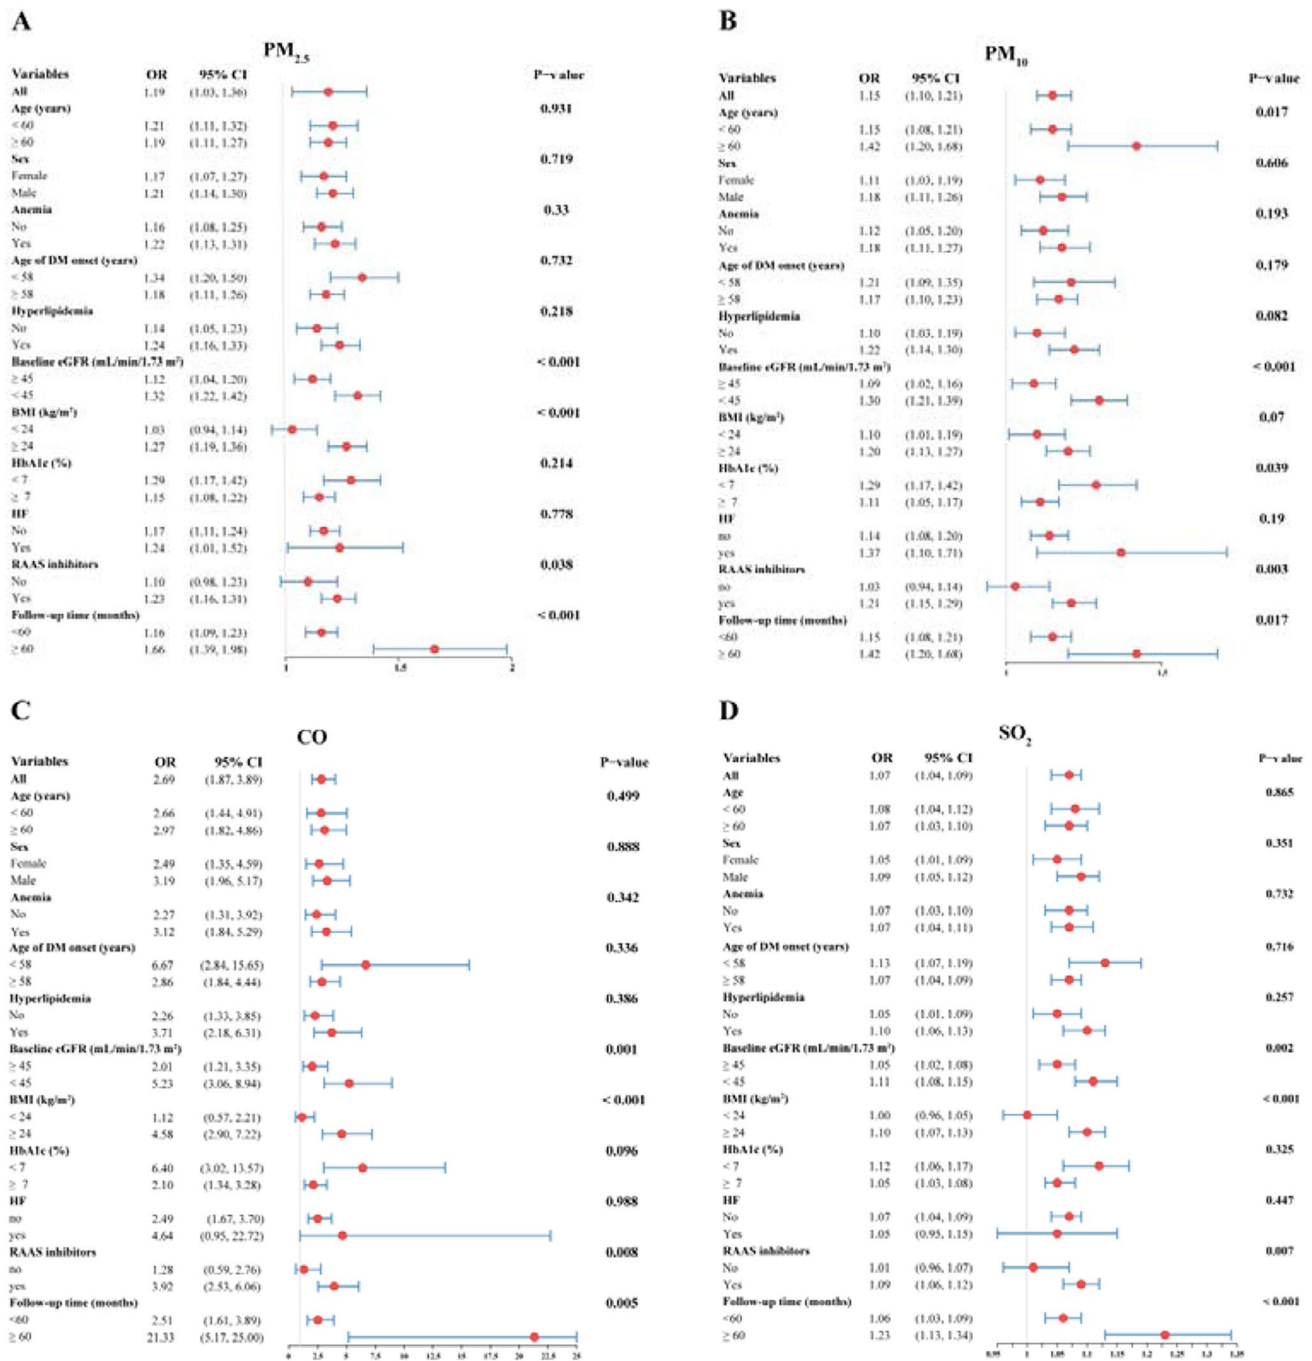 A
PM2.5
Variables OR 95% CI P−value
All 1.19 (1.03, 1.36)
Age (years) 0.931
< 60 1.21 (1.11, 1.32)
≥ 60 1.19 (1.11, 1.27)
Sex 0.719
Female 1.17 (1.07, 1.27)
Male 1.21 (1.14, 1.30)
Anemia 0.33
No 1.16 (1.08, 1.25)
Yes 1.22 (1.13, 1.31)
Age of DM onset (years) 0.732
< 58 1.34 (1.20, 1.50)
≥ 58 1.18 (1.11, 1.26)
Hyperlipidemia 0.218
No 1.14 (1.05, 1.23)
Yes 1.24 (1.16, 1.33)
Baseline eGFR (mL/min/1.73 m²) < 0.001
≥ 45 1.12 (1.04, 1.20)
< 45 1.32 (1.22, 1.42)
BMI (kg/m²) < 0.001
< 24 1.03 (0.94, 1.14)
≥ 24 1.27 (1.19, 1.36)
HbA1c (%) 0.214
< 7 1.29 (1.17, 1.42)
≥ 7 1.15 (1.08, 1.22)
HF 0.778
No 1.17 (1.11, 1.24)
Yes 1.24 (1.01, 1.52)
RAAS inhibitors 0.038
No 1.10 (0.98, 1.23)
Yes 1.23 (1.16, 1.31)
Follow-up time (months) < 0.001
<60 1.16 (1.09, 1.23)
≥ 60 1.66 (1.39, 1.98)
1 1.5 2
B
PM10
Variables OR 95% CI P−value
All 1.15 (1.10, 1.21)
Age (years) 0.017
< 60 1.15 (1.08, 1.21)
≥ 60 1.42 (1.20, 1.68)
Sex 0.606
Female 1.11 (1.03, 1.19)
Male 1.18 (1.11, 1.26)
Anemia 0.193
No 1.12 (1.05, 1.20)
Yes 1.18 (1.11, 1.27)
Age of DM onset (years) 0.179
< 58 1.21 (1.09, 1.35)
≥ 58 1.17 (1.10, 1.23)
Hyperlipidemia 0.082
No 1.10 (1.03, 1.19)
Yes 1.22 (1.14, 1.30)
Baseline eGFR (mL/min/1.73 m²) < 0.001
≥ 45 1.09 (1.02, 1.16)
< 45 1.30 (1.21, 1.39)
BMI (kg/m²) 0.07
< 24 1.10 (1.01, 1.19)
≥ 24 1.20 (1.13, 1.27)
HbA1c (%) 0.039
< 7 1.29 (1.17, 1.42)
≥ 7 1.11 (1.05, 1.17)
HF 0.19
no 1.14 (1.08, 1.20)
yes 1.37 (1.10, 1.71)
RAAS inhibitors 0.003
no 1.03 (0.94, 1.14)
yes 1.21 (1.15, 1.29)
Follow-up time (months) 0.017
<60 1.15 (1.08, 1.21)
≥ 60 1.42 (1.20, 1.68)
1 1.5
C
CO
Variables OR 95% CI P−value
All 2.69 (1.87, 3.89)
Age (years) 0.499
< 60 2.66 (1.44, 4.91)
≥ 60 2.97 (1.82, 4.86)
Sex 0.888
Female 2.49 (1.35, 4.59)
Male 3.19 (1.96, 5.17)
Anemia 0.342
No 2.27 (1.31, 3.92)
Yes 3.12 (1.84, 5.29)
Age of DM onset (years) 0.336
< 58 6.67 (2.84, 15.65)
≥ 58 2.86 (1.84, 4.44)
Hyperlipidemia 0.386
No 2.26 (1.33, 3.85)
Yes 3.71 (2.18, 6.31)
Baseline eGFR (mL/min/1.73 m²) 0.001
≥ 45 2.01 (1.21, 3.35)
< 45 5.23 (3.06, 8.94)
BMI (kg/m²) < 0.001
< 24 1.12 (0.57, 2.21)
≥ 24 4.58 (2.90, 7.22)
HbA1c (%) 0.096
< 7 6.40 (3.02, 13.57)
≥ 7 2.10 (1.34, 3.28)
HF 0.988
no 2.49 (1.67, 3.70)
yes 4.64 (0.95, 22.72)
RAAS inhibitors 0.008
no 1.28 (0.59, 2.76)
yes 3.92 (2.53, 6.06)
Follow-up time (months) 0.005
<60 2.51 (1.61, 3.89)
≥ 60 21.33 (5.17, 25.00)
0 2.5 5 7.5 10 12.5 15 17.5 20 22.5 25
D
SO2
Variables OR 95% CI P−value
All 1.07 (1.04, 1.09)
Age 0.865
< 60 1.08 (1.04, 1.12)
≥ 60 1.07 (1.03, 1.10)
Sex 0.351
Female 1.05 (1.01, 1.09)
Male 1.09 (1.05, 1.12)
Anemia 0.732
No 1.07 (1.03, 1.10)
Yes 1.07 (1.04, 1.11)
Age of DM onset (years) 0.716
< 58 1.13 (1.07, 1.19)
≥ 58 1.07 (1.04, 1.09)
Hyperlipidemia 0.257
No 1.05 (1.01, 1.09)
Yes 1.10 (1.06, 1.13)
Baseline eGFR (mL/min/1.73 m²) 0.002
≥ 45 1.05 (1.02, 1.08)
< 45 1.11 (1.08, 1.15)
BMI (kg/m²) < 0.001
< 24 1.00 (0.96, 1.05)
≥ 24 1.10 (1.07, 1.13)
HbA1c (%) 0.325
< 7 1.12 (1.06, 1.17)
≥ 7 1.05 (1.03, 1.08)
HF 0.447
No 1.07 (1.04, 1.09)
Yes 1.05 (0.95, 1.15)
RAAS inhibitors 0.007
No 1.01 (0.96, 1.07)
Yes 1.09 (1.06, 1.12)
Follow-up time (months) < 0.001
<60 1.06 (1.03, 1.09)
≥ 60 1.23 (1.13, 1.34)
0.95 1 1.05 1.1 1.15 1.2 1.25 1.3 1.35